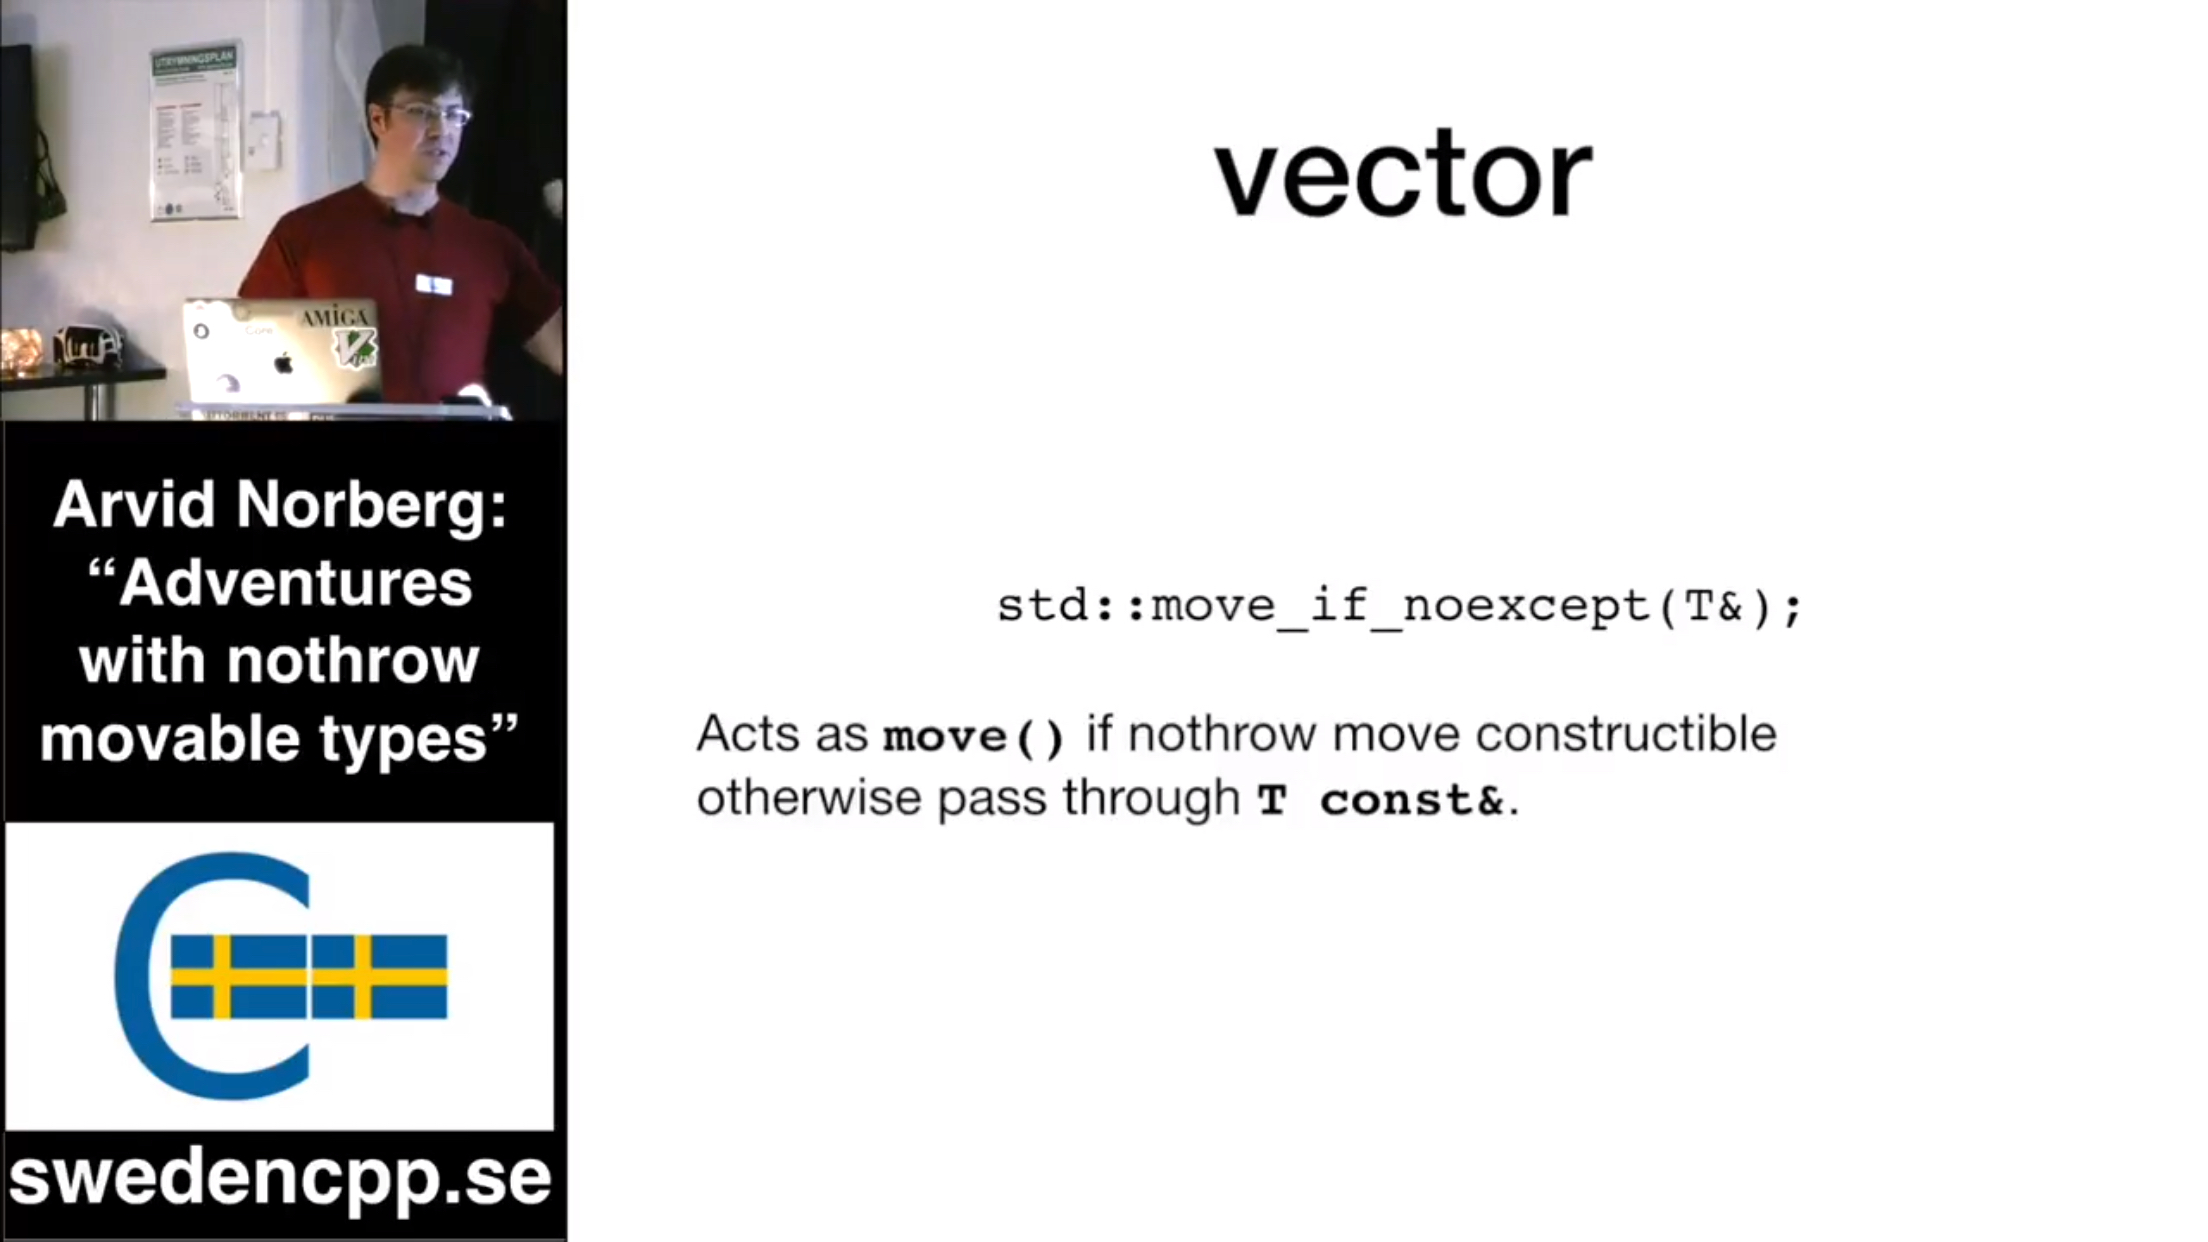 UTRYMNINGSPLAN
AMIGA
Core
Arvid Norberg:
“Adventures
with nothrow
movable types”
swedencpp.se
vector
std::move_if_noexcept(T&);
Acts as move() if nothrow move constructible
otherwise pass through T const&.